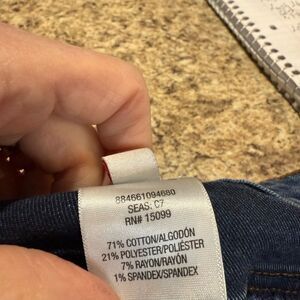 884661094680
SEAS: C7
RN# 15099
71% COTTON/ALGODÓN
21% POLYESTER/POLIÉSTER
7% RAYON/RAYÓN
1% SPANDEX/SPANDEX